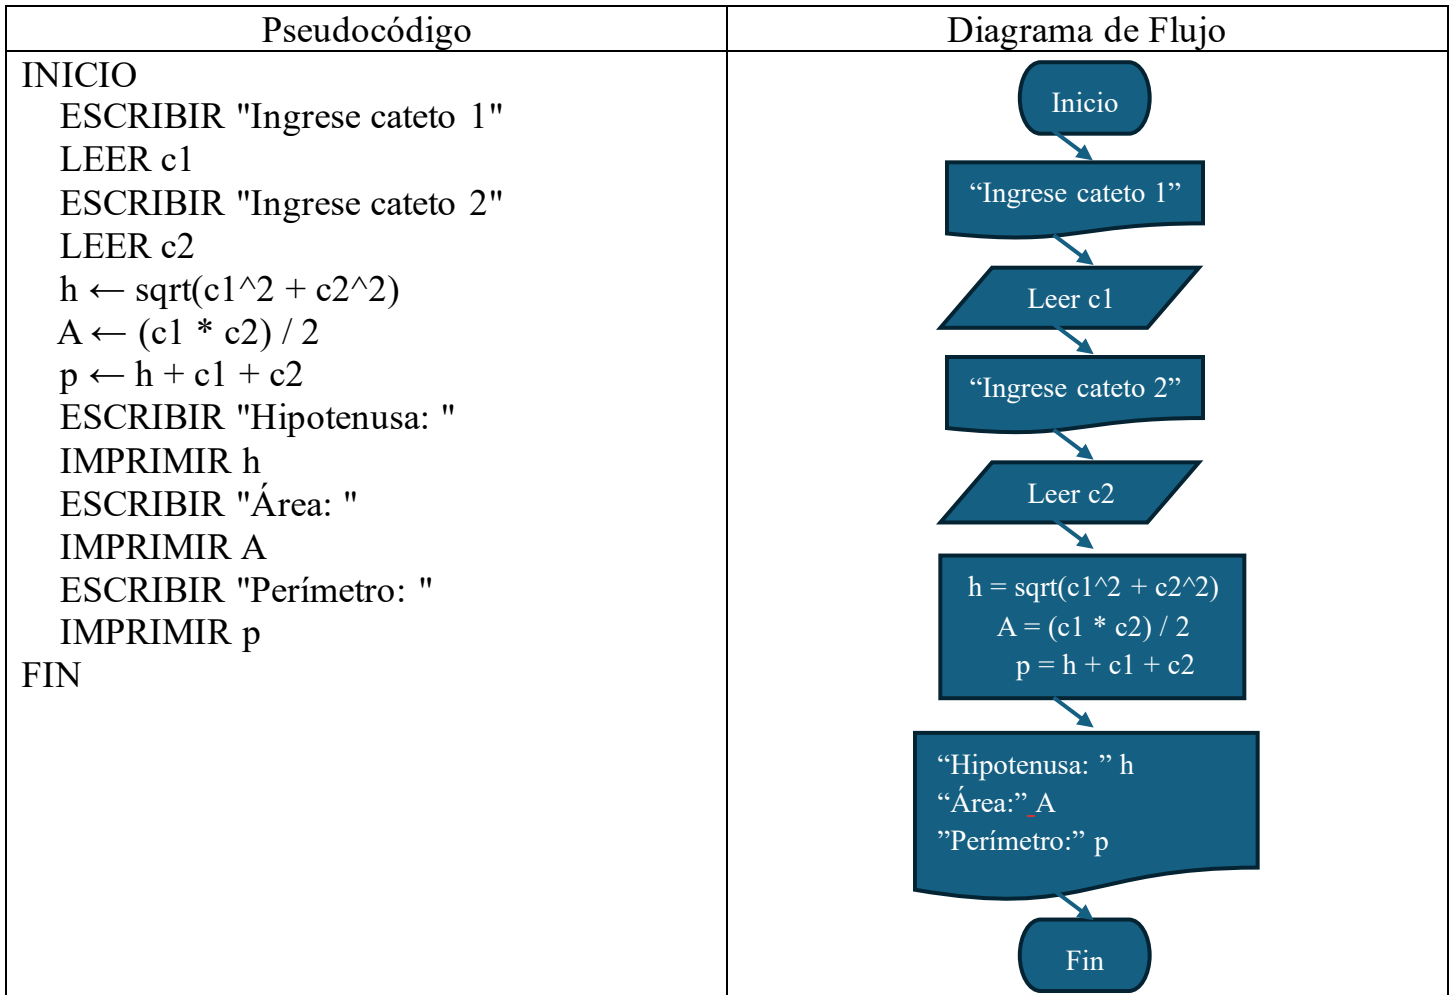 Pseudocódigo
Diagrama de Flujo
INICIO
ESCRIBIR "Ingrese cateto 1"
LEER c1
ESCRIBIR "Ingrese cateto 2"
LEER c2
h ← sqrt(c1^2 + c2^2)
A ← (c1 * c2) / 2
p ← h + c1 + c2
ESCRIBIR "Hipotenusa: "
IMPRIMIR h
ESCRIBIR "Área: "
IMPRIMIR A
ESCRIBIR "Perímetro: "
IMPRIMIR p
FIN
Inicio
“Ingrese cateto 1”
Leer c1
“Ingrese cateto 2”
Leer c2
h = sqrt(c1^2 + c2^2)
A = (c1 * c2) / 2
p = h + c1 + c2
“Hipotenusa: ” h
“Área:” A
”Perímetro:” p
Fin